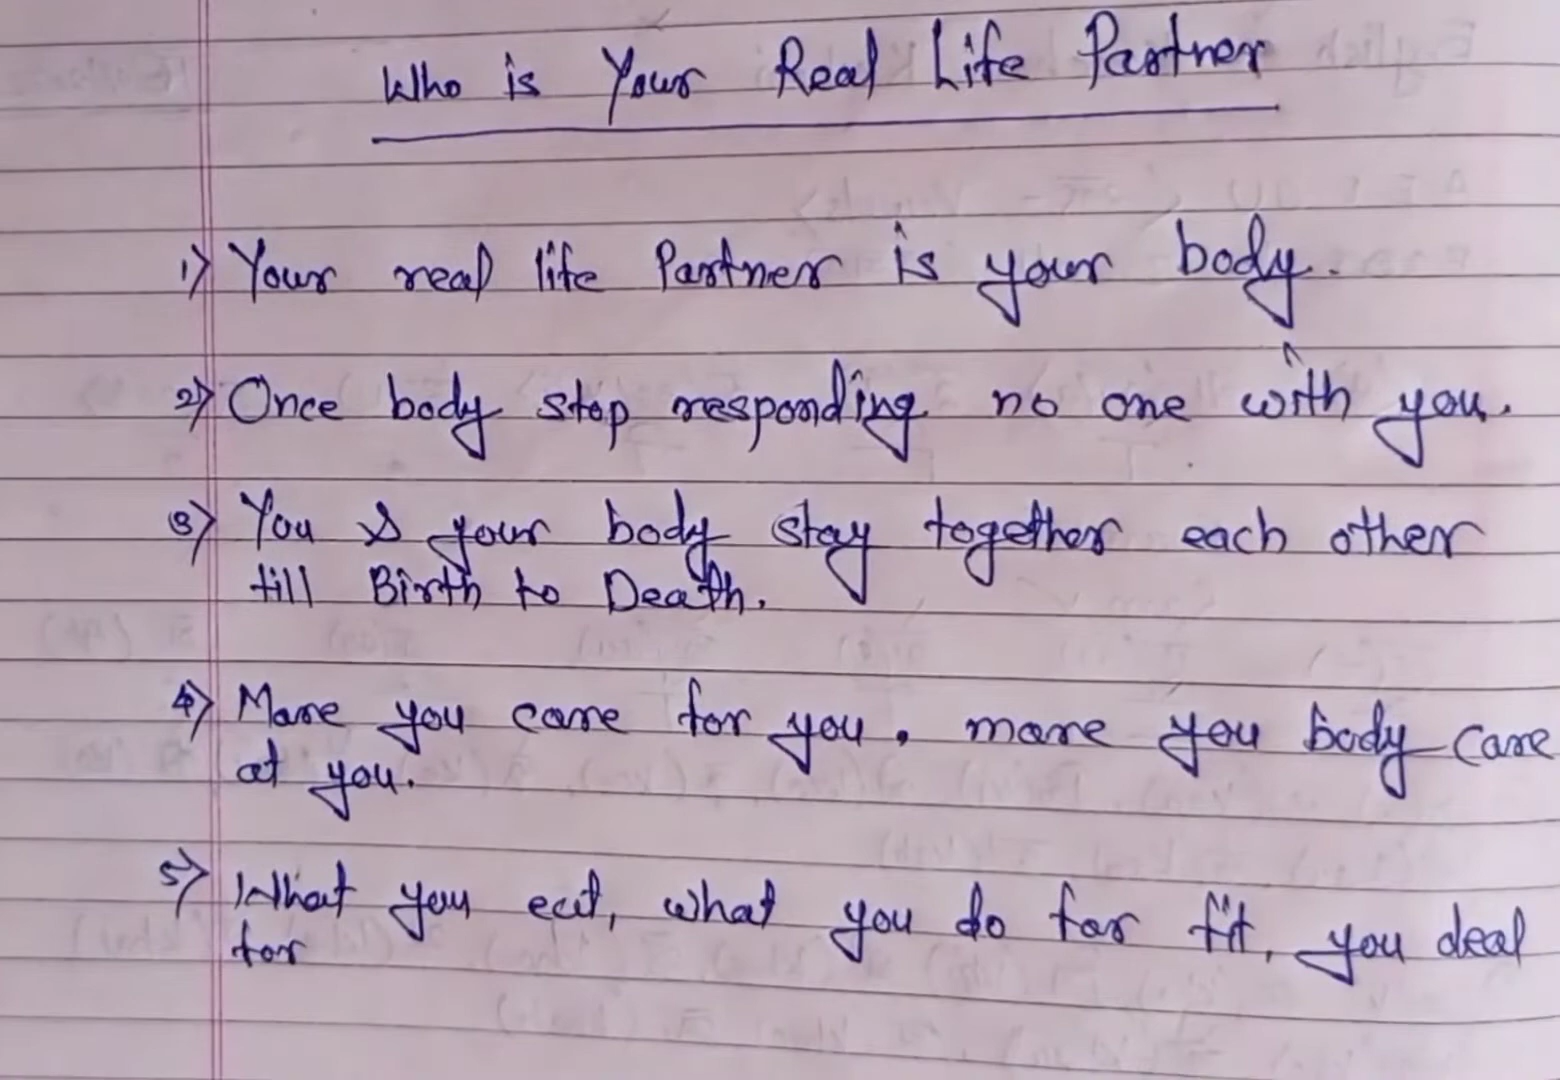 Who is Your Real Life Partner
1) Your real life Partner is your body.
2) Once body stop responding no one with you.
3) You & your body stay together each other
till Birth to Death.
4) More you care for you, more you body care
at you.
5) What you eat, what you do for fit, you deal
for